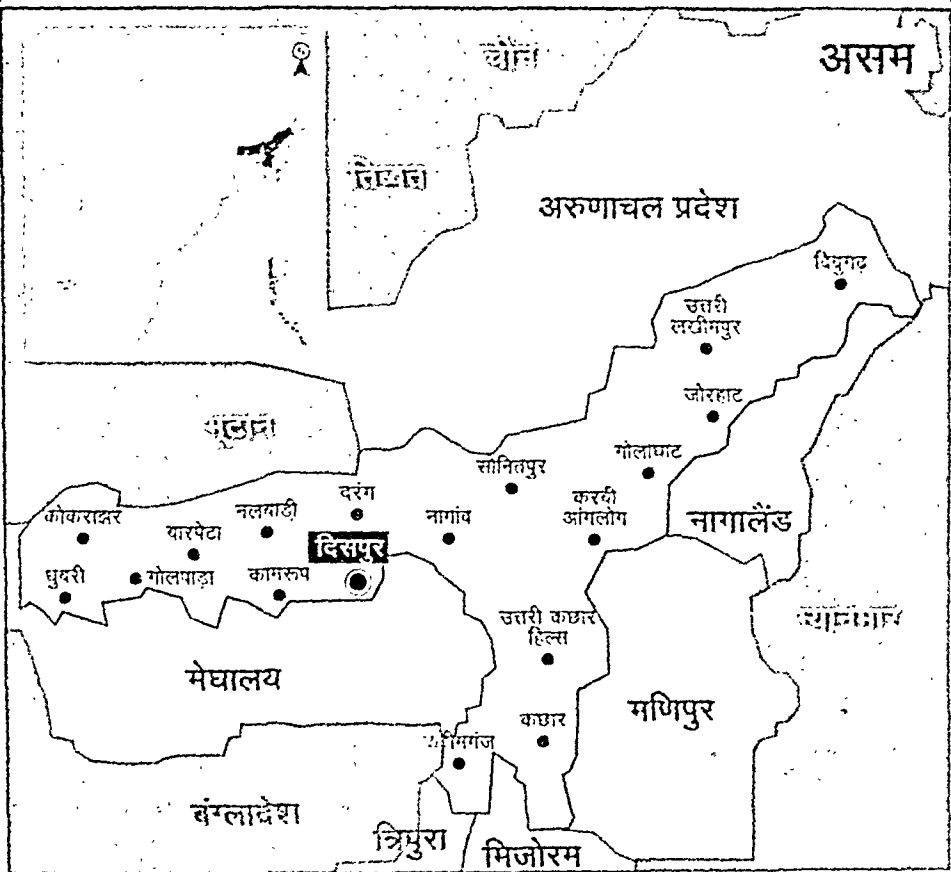 चीन
असम
अरुणाचल प्रदेश
दिब्रुगढ़
उत्तरी
लखीमपुर
जोरहाट
भूटान
सोनितपुर
गोलाघाट
कोकराझार
बारपेटा
नलबाड़ी
दरंग
नागांव
करबी
आंगलोंग
नागालैंड
दिसपुर
धुबरी
गोलपाड़ा
कामरूप
उत्तरी कछार
हिल्स
मेघालय
मणिपुर
कछार
बंग्लादेश
त्रिपुरा
मिजोरम